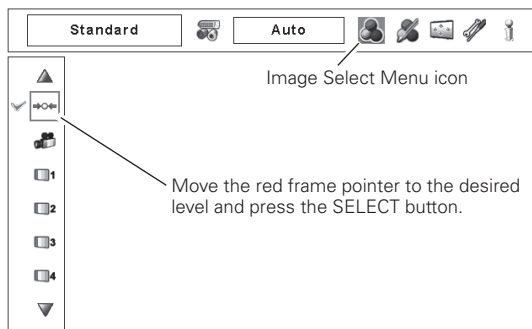 Standard Auto
Image Select Menu icon
Move the red frame pointer to the desired
level and press the SELECT button.
1
2
3
4